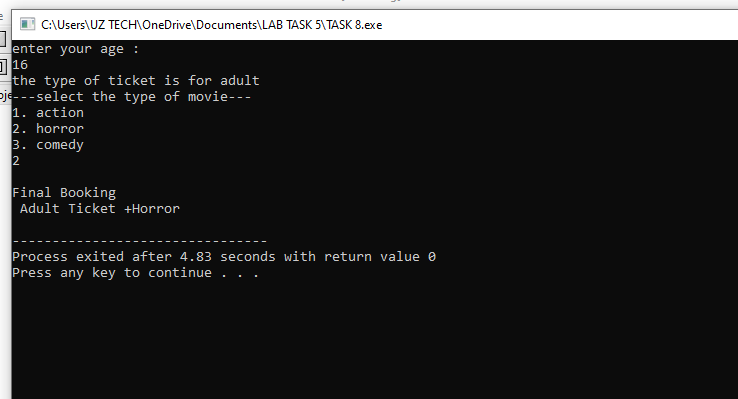 C:\Users\UZ TECH\OneDrive\Documents\LAB TASK 5\TASK 8.exe
enter your age :
16
the type of ticket is for adult
---select the type of movie---
1. action
2. horror
3. comedy
2
Final Booking
Adult Ticket +Horror
--------------------------------
Process exited after 4.83 seconds with return value 0
Press any key to continue . . .